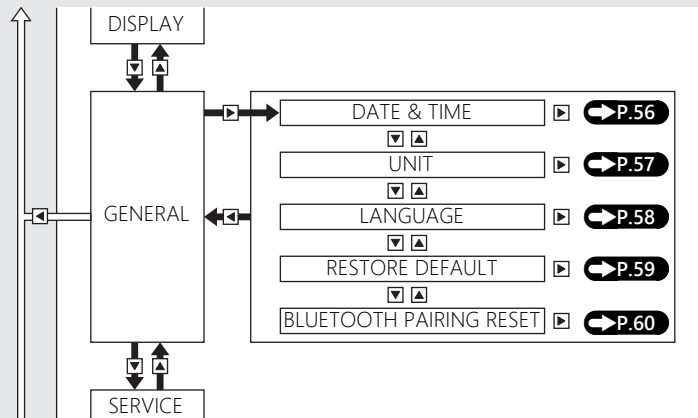 DISPLAY
GENERAL
DATE & TIME P.56
UNIT P.57
LANGUAGE P.58
RESTORE DEFAULT P.59
BLUETOOTH PAIRING RESET P.60
SERVICE